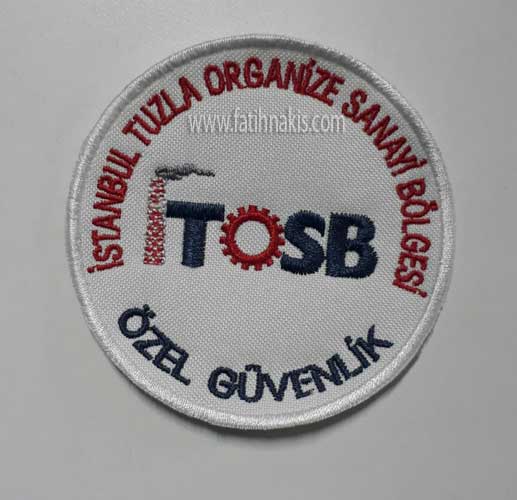 İSTANBUL TUZLA ORGANİZE SANAYİ BÖLGESİ
www.fatihnakis.com
TOSB
ÖZEL GÜVENLİK